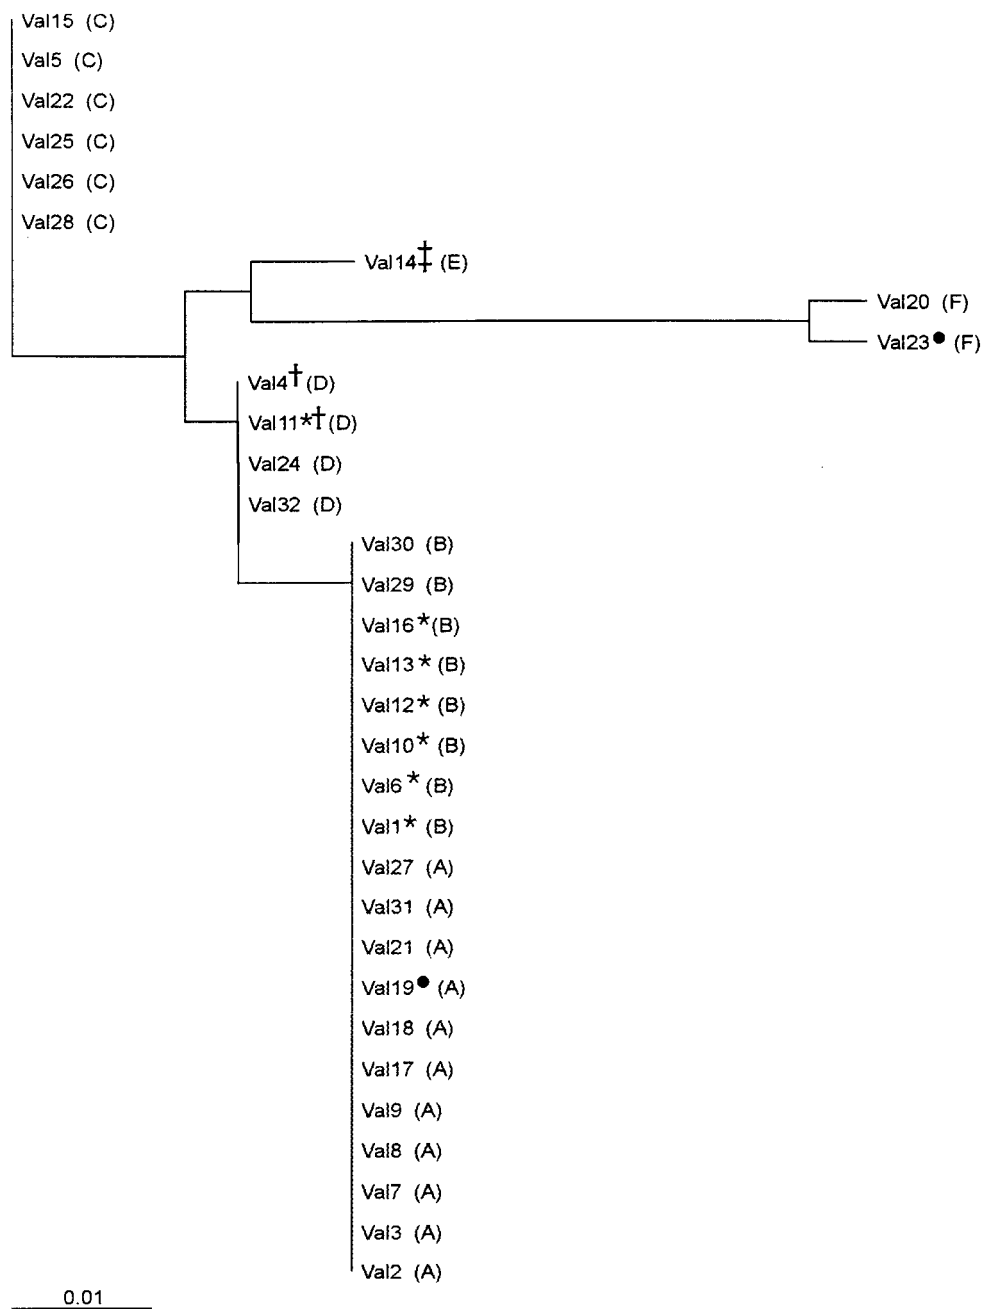 Val15 (C)
Val5 (C)
Val22 (C)
Val25 (C)
Val26 (C)
Val28 (C)
Val14‡ (E)
Val20 (F)
Val23● (F)
Val4† (D)
Val11*† (D)
Val24 (D)
Val32 (D)
Val30 (B)
Val29 (B)
Val16* (B)
Val13* (B)
Val12* (B)
Val10* (B)
Val6* (B)
Val1* (B)
Val27 (A)
Val31 (A)
Val21 (A)
Val19● (A)
Val18 (A)
Val17 (A)
Val9 (A)
Val8 (A)
Val7 (A)
Val3 (A)
Val2 (A)
0.01